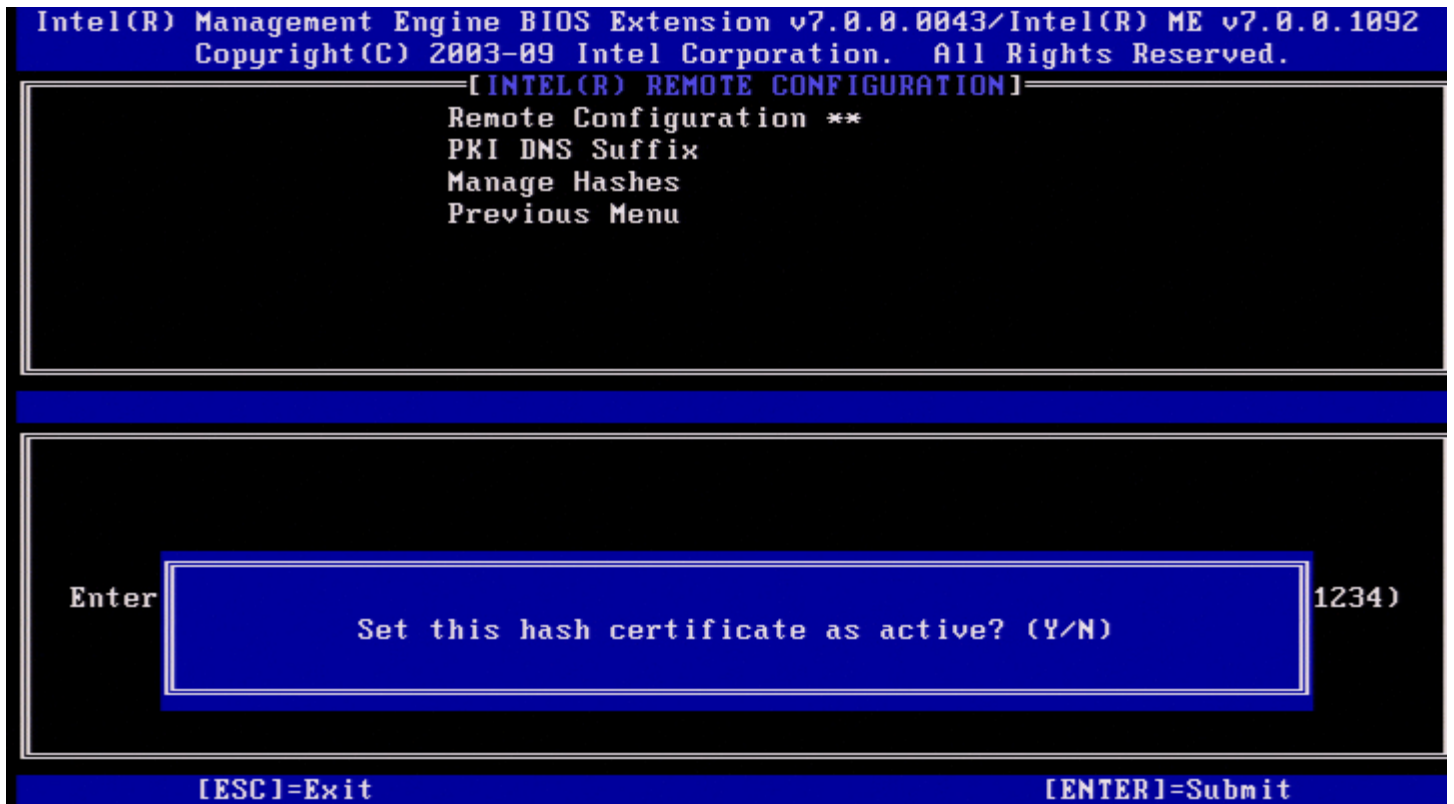 Intel(R) Management Engine BIOS Extension v7.0.0.0043/Intel(R) ME v7.0.0.1092
Copyright(C) 2003-09 Intel Corporation. All Rights Reserved.
[INTEL(R) REMOTE CONFIGURATION]
Remote Configuration **
PKI DNS Suffix
Manage Hashes
Previous Menu
Enter 1234)
Set this hash certificate as active? (Y/N)
[ESC]=Exit [ENTER]=Submit